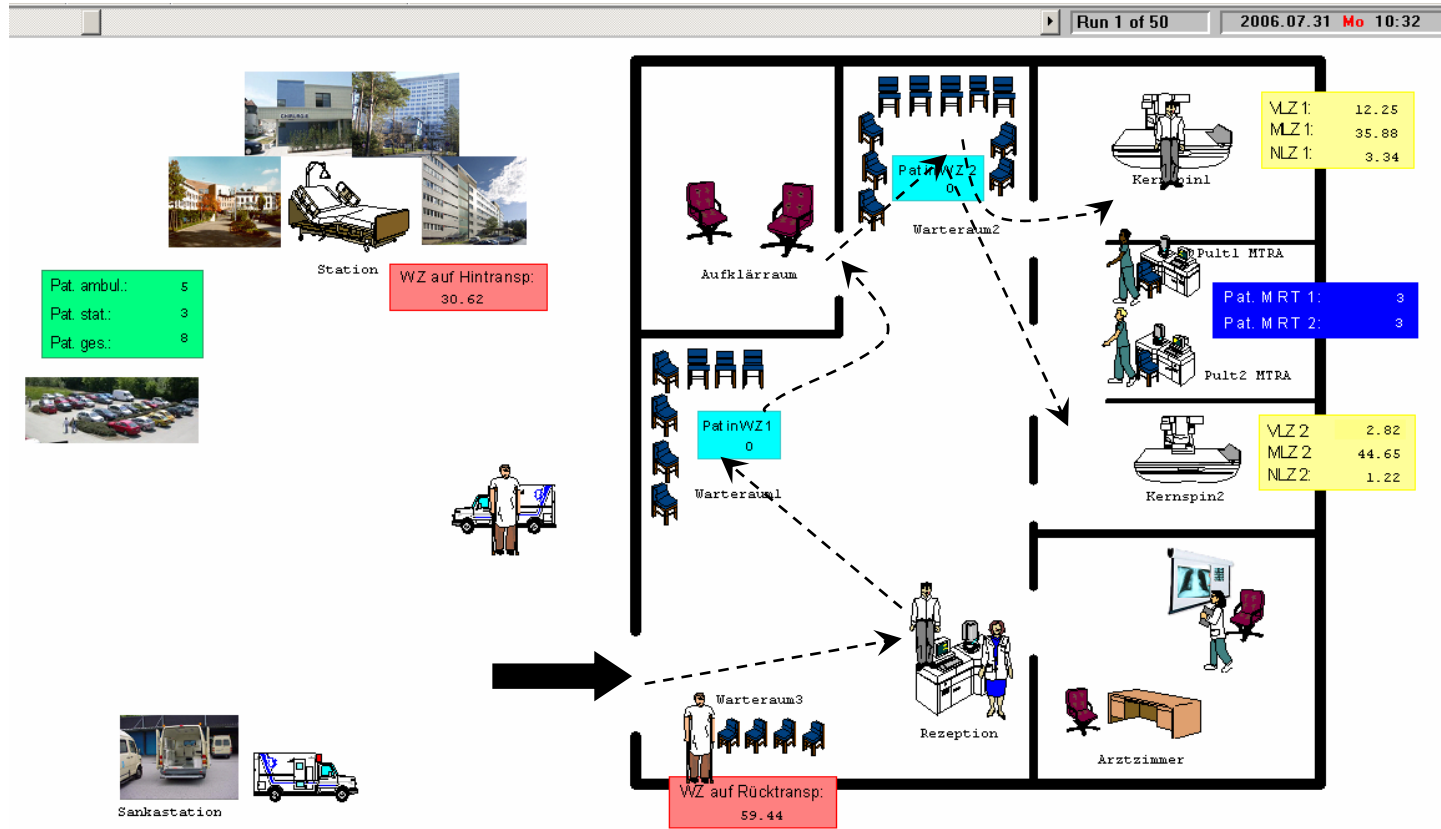 Run 1 of 50
2006.07.31 Mo 10:32
CHIRURGIE
Station
WZ auf Hintransp:
30.62
Pat. ambul.: 5
Pat. stat.: 3
Pat. ges.: 8
Aufklärraum
Pat in WZ 2
0
Warteraum2
Kernspin1
VLZ 1: 12.25
MLZ 1: 35.88
NLZ 1: 3.34
Pult1 MTRA
Pat. MRT 1: 3
Pat. MRT 2: 3
Pult2 MTRA
Pat in WZ 1
0
Warteraum1
Kernspin2
VLZ 2 2.82
MLZ 2 44.65
NLZ 2: 1.22
Warteraum3
Rezeption
Arztzimmer
WZ auf Rücktransp:
59.44
Sankastation